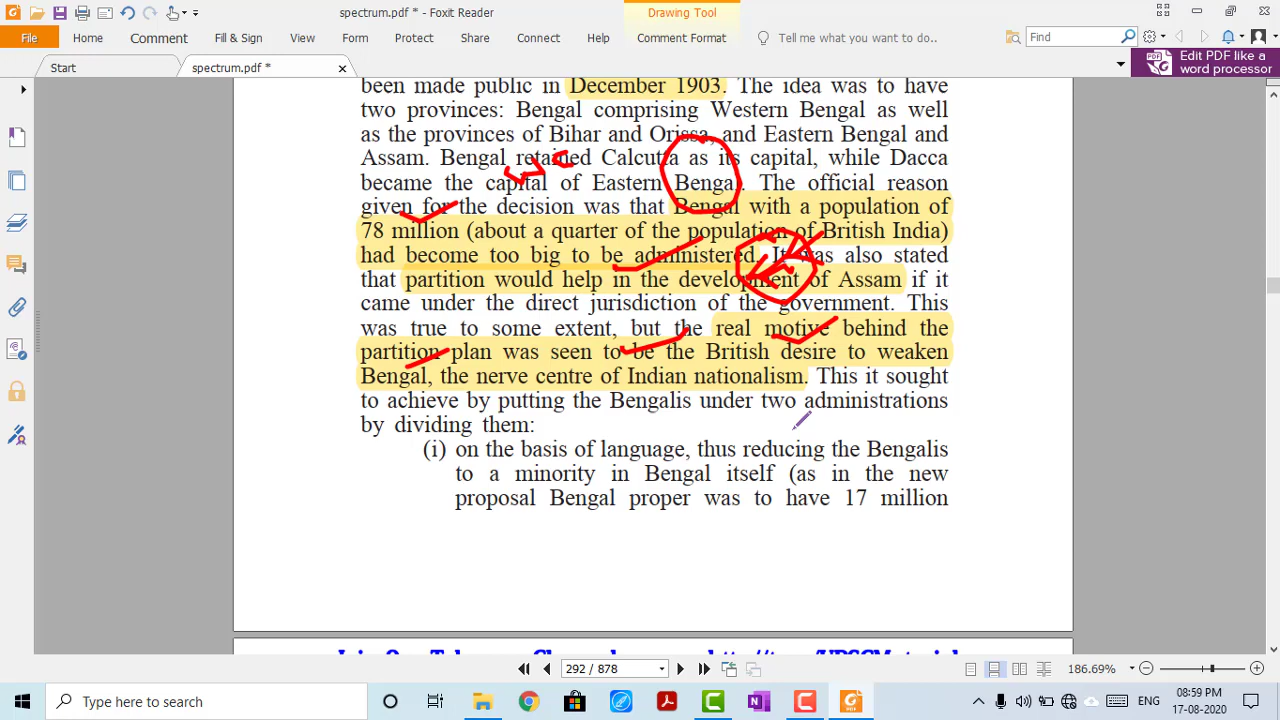 spectrum.pdf * - Foxit Reader
Drawing Tool
File
Home
Comment
Fill & Sign
View
Form
Protect
Share
Connect
Help
Comment Format
Tell me what you want to do..
Find
Start
spectrum.pdf *
Edit PDF like a
word processor
been made public in December 1903. The idea was to have
two provinces: Bengal comprising Western Bengal as well
as the provinces of Bihar and Orissa, and Eastern Bengal and
Assam. Bengal retained Calcutta as its capital, while Dacca
became the capital of Eastern Bengal. The official reason
given for the decision was that Bengal with a population of
78 million (about a quarter of the population of British India)
had become too big to be administered. It was also stated
that partition would help in the development of Assam if it
came under the direct jurisdiction of the government. This
was true to some extent, but the real motive behind the
partition plan was seen to be the British desire to weaken
Bengal, the nerve centre of Indian nationalism. This it sought
to achieve by putting the Bengalis under two administrations
by dividing them:
(i) on the basis of language, thus reducing the Bengalis
to a minority in Bengal itself (as in the new
proposal Bengal proper was to have 17 million
292 / 878
186.69%
Type here to search
ENG
08:59 PM
17-08-2020